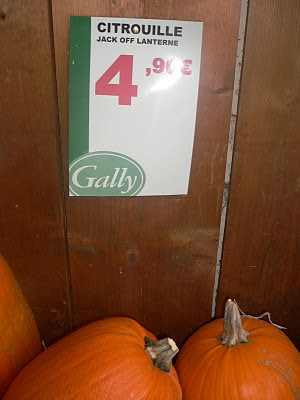 CITROUILLE
JACK OFF LANTERNE
4,90€
Gally